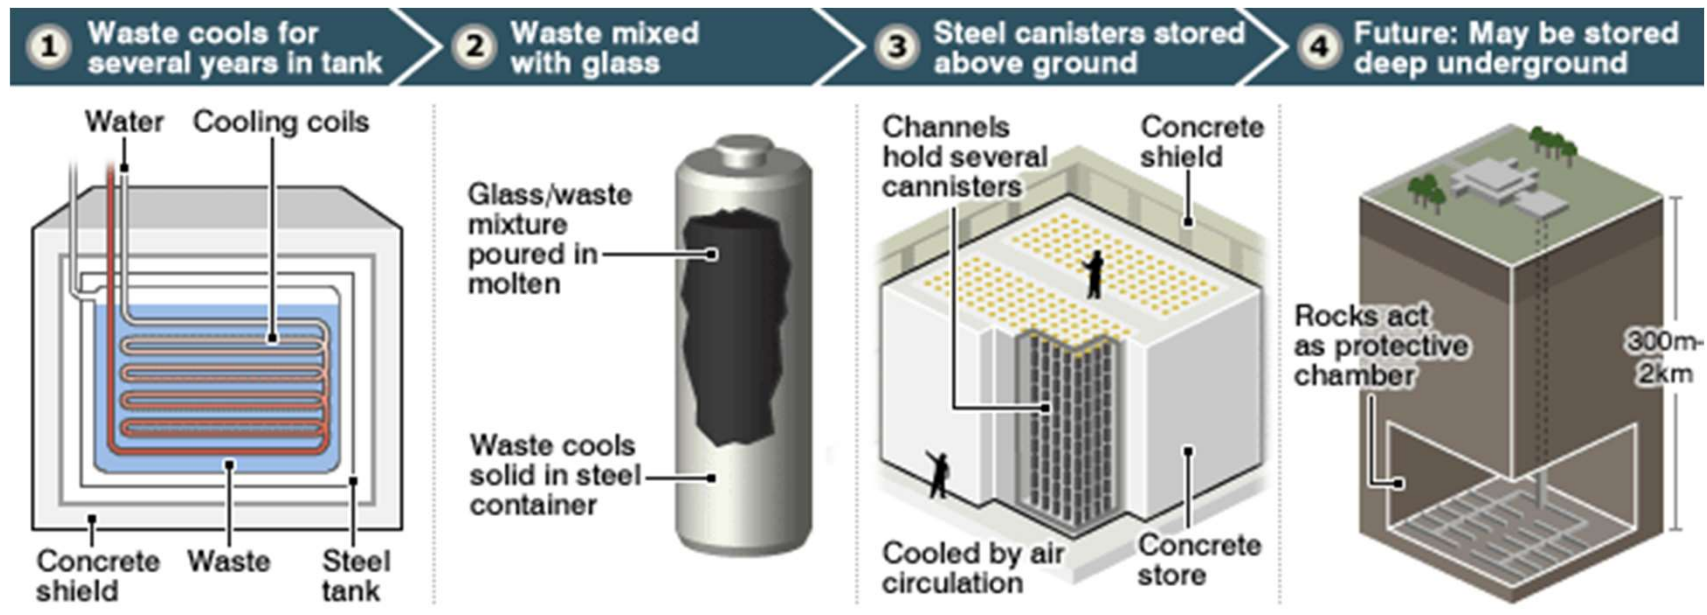 1
Waste cools for
several years in tank
2
Waste mixed
with glass
3
Steel canisters stored
above ground
4
Future: May be stored
deep underground
Water
Cooling coils
Concrete
shield
Waste
Steel
tank
Glass/waste
mixture
poured in
molten
Waste cools
solid in steel
container
Channels
hold several
cannisters
Concrete
shield
Cooled by air
circulation
Concrete
store
Rocks act
as protective
chamber
300m-
2km